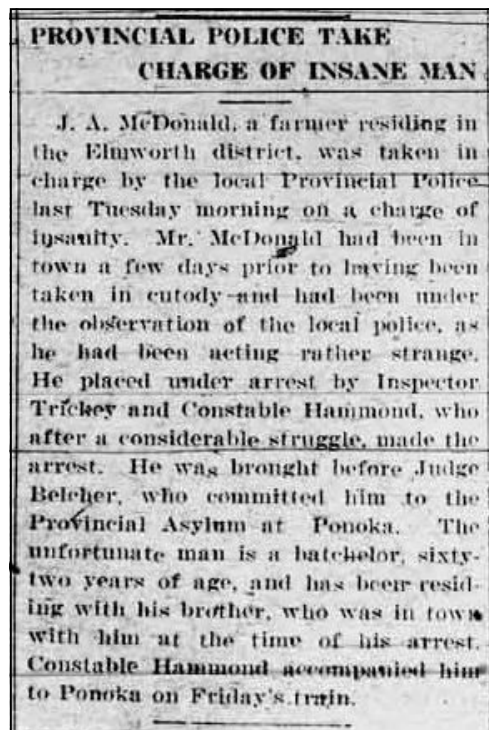 PROVINCIAL POLICE TAKE
CHARGE OF INSANE MAN
J. A. McDonald, a farmer residing in
the Elmworth district, was taken in
charge by the local Provincial Police
last Tuesday morning on a charge of
insanity. Mr. McDonald had been in
town a few days prior to having been
taken in cutody and had been under
the observation of the local police, as
he had been acting rather strange.
He placed under arrest by Inspector
Trickey and Constable Hammond, who
after a considerable struggle, made the
arrest. He was brought before Judge
Belcher, who committed him to the
Provincial Asylum at Ponoka. The
unfortunate man is a batchelor, sixty-
two years of age, and has been resid-
ing with his brother, who was in town
with him at the time of his arrest.
Constable Hammond accompanied him
to Ponoka on Friday's train.